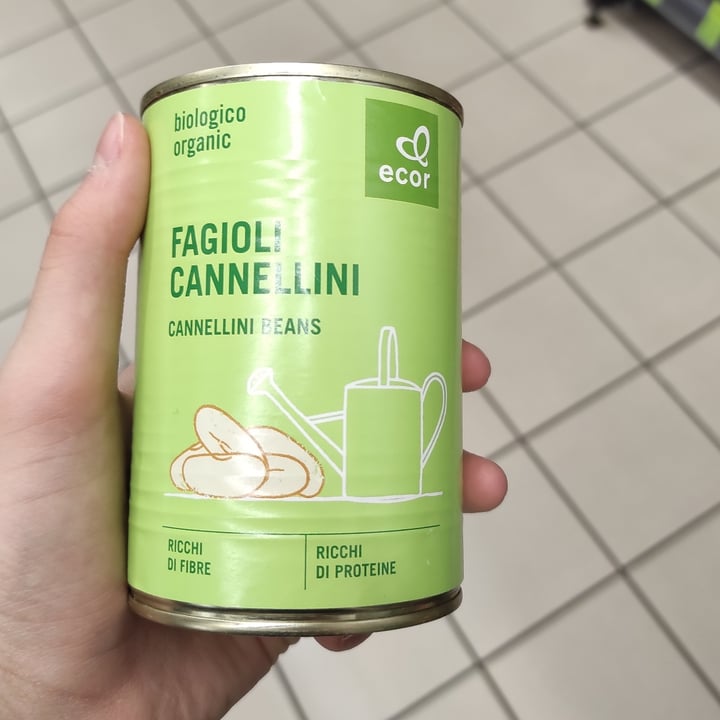 biologico
organic
ecor
FAGIOLI
CANNELLINI
CANNELLINI BEANS
RICCHI
DI FIBRE
RICCHI
DI PROTEINE